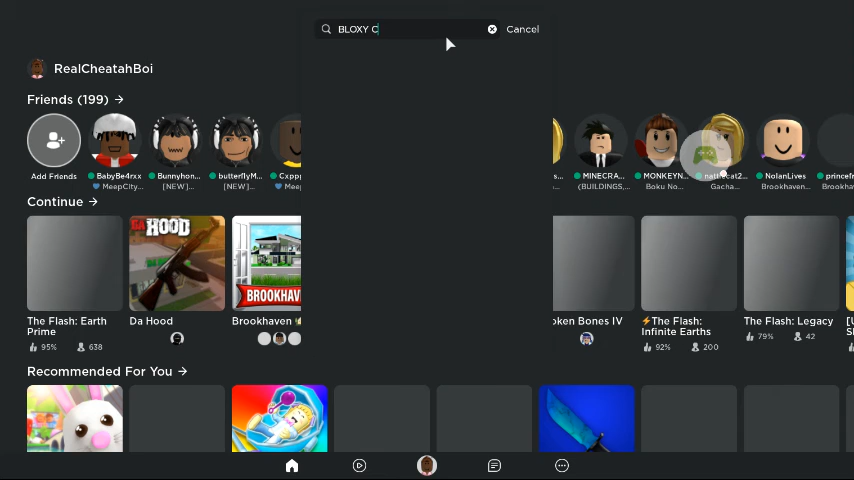 BLOXY C
Cancel
RealCheatahBoi
Friends (199) →
Add Friends
BabyBe4rxx
MeepCity...
Bunnyhon...
[NEW]...
butterflyM...
[NEW]...
Cxppp
Mee
s...
MINECRA...
(BUILDINGS,...
MONKEYN...
Boku No...
Gacha...
NolanLives
Brookhaven...
princefr
Brookha
Continue →
HOOD
BROOKHAV
The Flash: Earth
Prime
95%
638
Da Hood
Brookhaven
oken Bones IV
⚡The Flash:
Infinite Earths
92%
200
The Flash: Legacy
79%
42
Recommended For You →